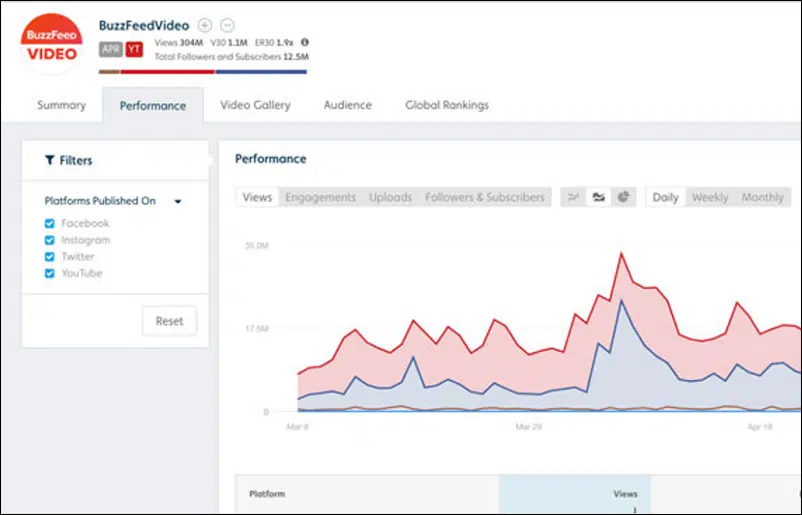 BuzzFeed
VIDEO
BuzzFeedVideo
APR YT Views 304M V30 1.1M ER30 1.9x
Total Followers and Subscribers 12.5M
Summary Performance Video Gallery Audience Global Rankings
Filters
Platforms Published On
Facebook
Instagram
Twitter
YouTube
Reset
Performance
Views Engagements Uploads Followers & Subscribers Daily Weekly Monthly
35.0M
17.5M
0
Mar 9 Mar 29 Apr 18
Platform Views